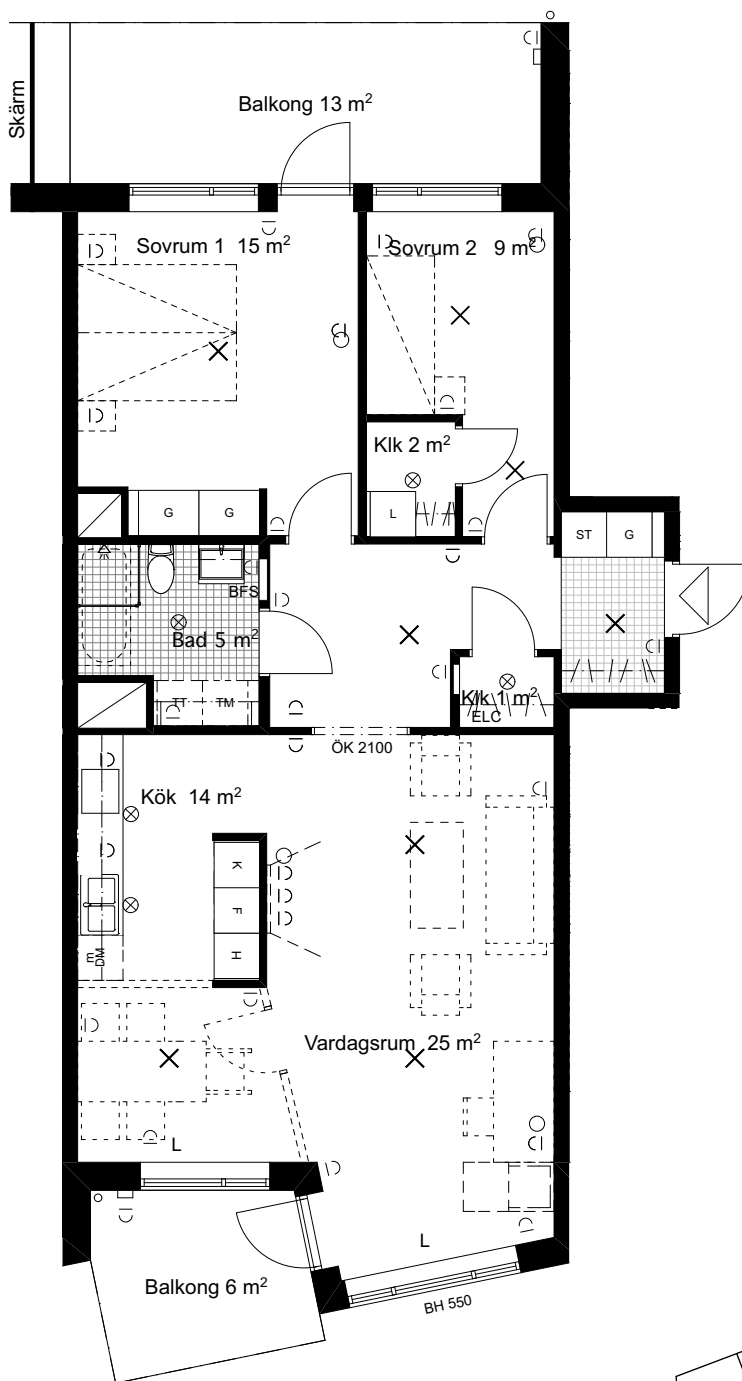 Skärm
Balkong 13 m²
Sovrum 1 15 m²
Sovrum 2 9 m²
Klk 2 m²
G G
L
ST G
BFS
Bad 5 m²
TT TM
Klk 1 m²
ELC
ÖK 2100
Kök 14 m²
K
F
H
m
DM
Vardagsrum 25 m²
L
L
Balkong 6 m²
BH 550